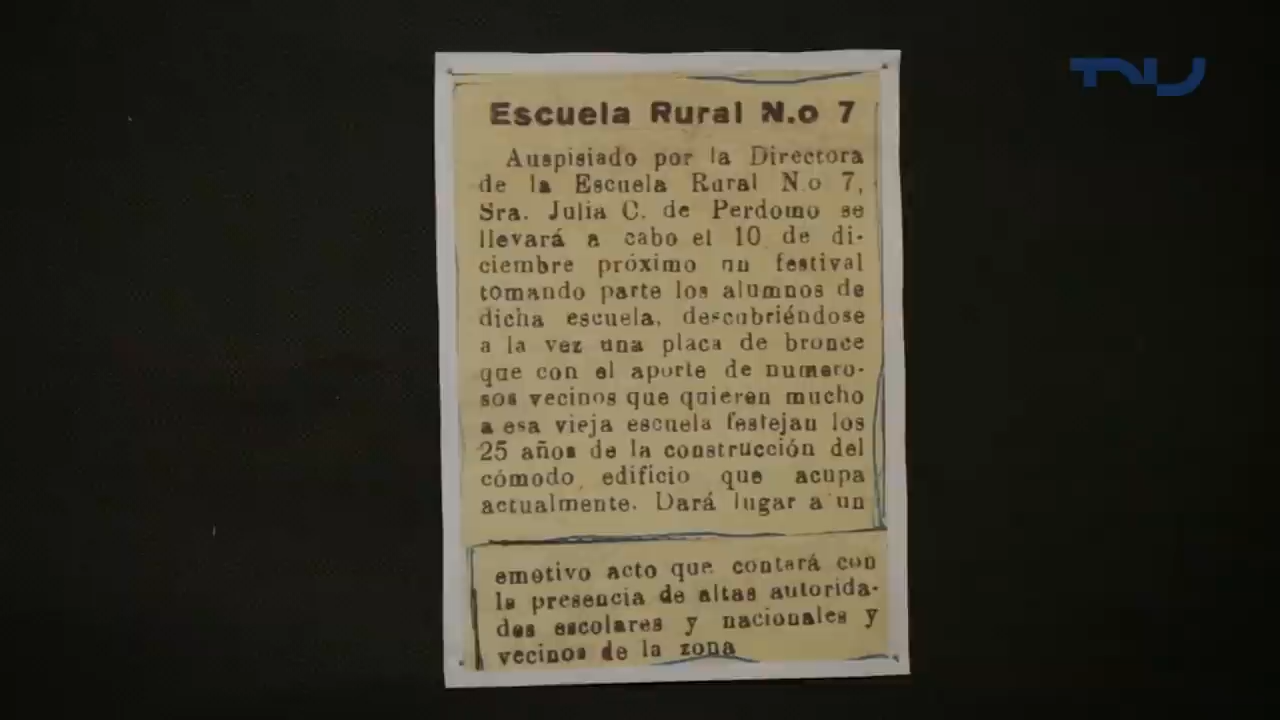 TNU
Escuela Rural N.o 7
Auspisiado por la Directora
de la Escuela Rural N.o 7,
Sra. Julia C. de Perdomo se
llevará a cabo el 10 de di-
ciembre próximo un festival
tomando parte los alumnos de
dicha escuela, descubriéndose
a la vez una placa de bronce
que con el aporte de numero-
sos vecinos que quieren mucho
a esa vieja escuela festejan los
25 años de la construcción del
cómodo edificio que acupa
actualmente. Dará lugar a un
emotivo acto que contará con
la presencia de altas autorida-
des escolares y nacionales y
vecinos de la zona